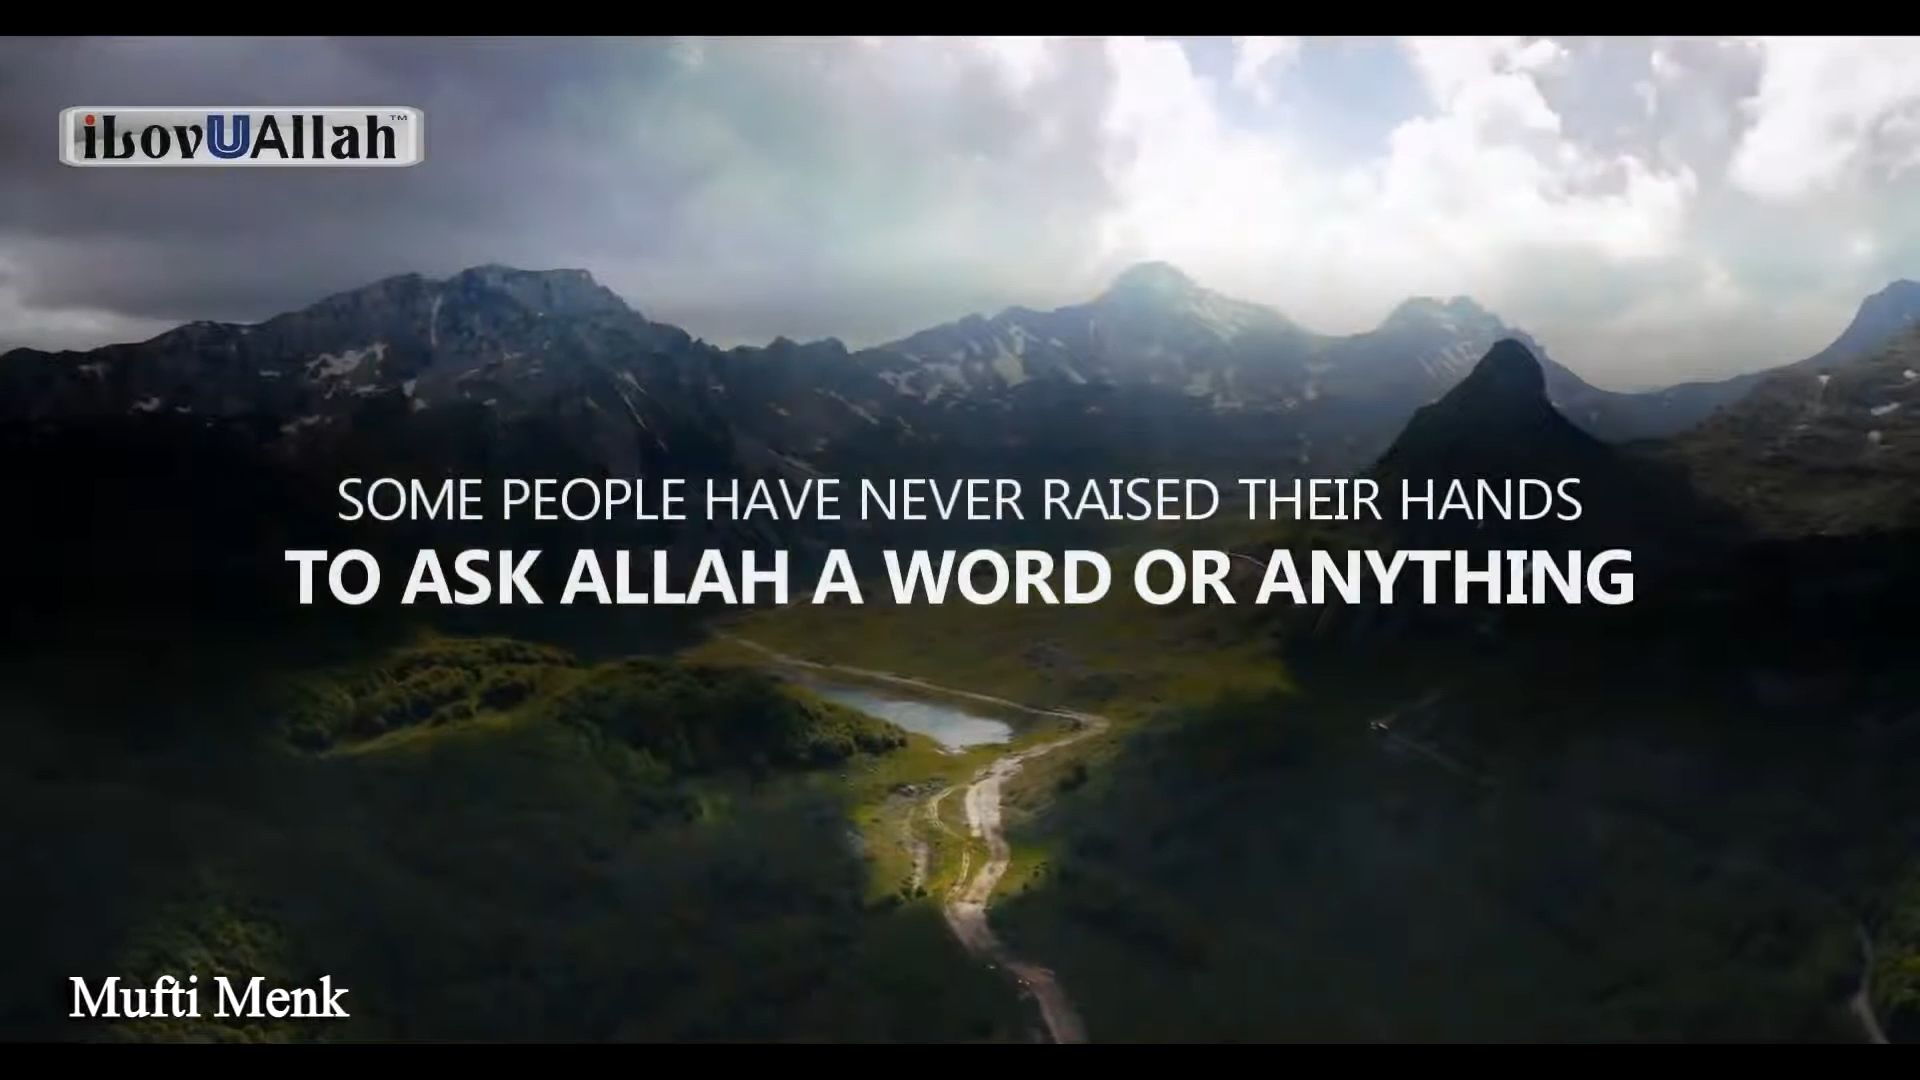 iLovUAllah™
SOME PEOPLE HAVE NEVER RAISED THEIR HANDS
TO ASK ALLAH A WORD OR ANYTHING
Mufti Menk